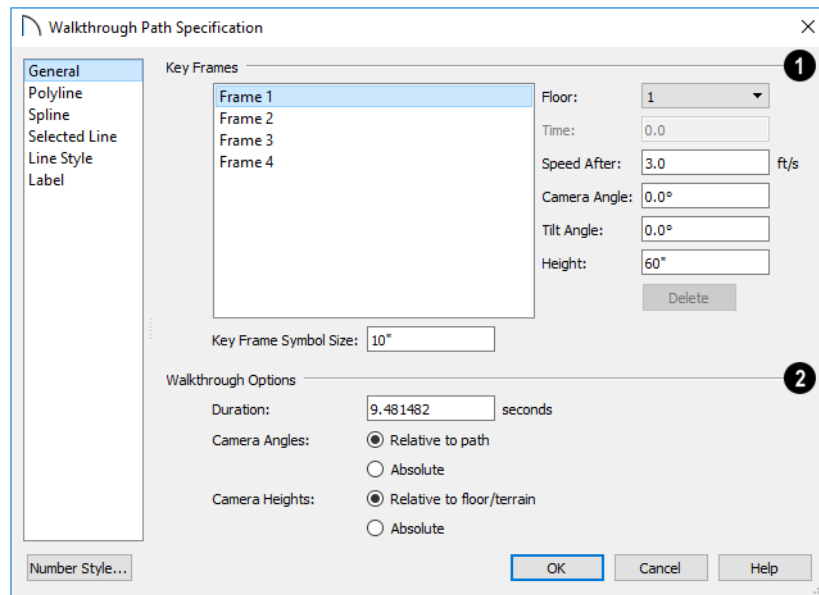 Walkthrough Path Specification
General
Polyline
Spline
Selected Line
Line Style
Label
Key Frames
1
Frame 1
Frame 2
Frame 3
Frame 4
Floor: 1
Time: 0.0
Speed After: 3.0 ft/s
Camera Angle: 0.0°
Tilt Angle: 0.0°
Height: 60"
Delete
Key Frame Symbol Size: 10"
Walkthrough Options
2
Duration: 9.481482 seconds
Camera Angles: Relative to path
Absolute
Camera Heights: Relative to floor/terrain
Absolute
Number Style... OK Cancel Help